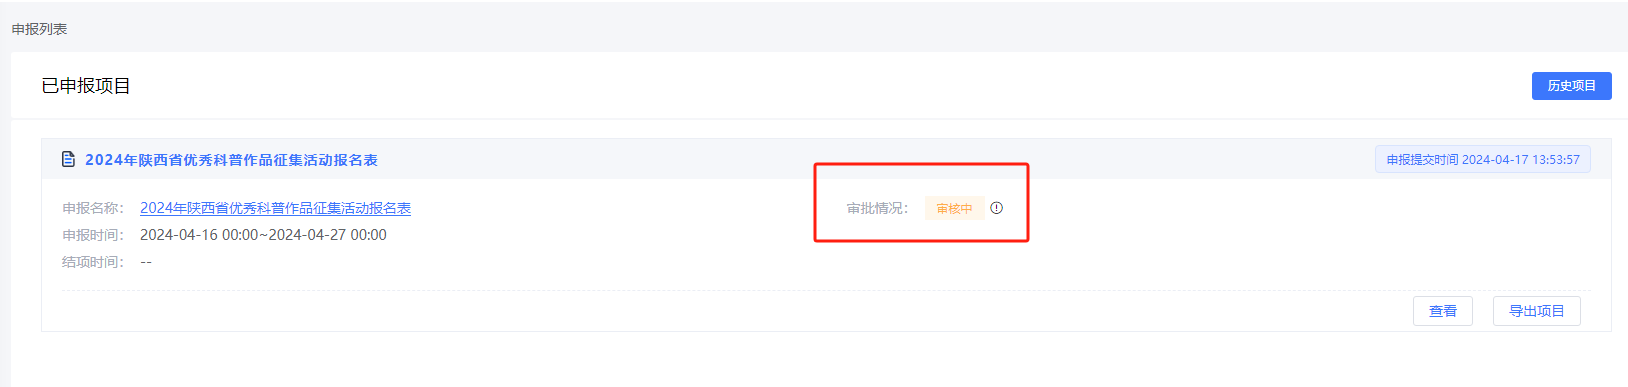 申报列表
已申报项目
历史项目
2024年陕西省优秀科普作品征集活动报名表
申报提交时间 2024-04-17 13:53:57
申报名称： 2024年陕西省优秀科普作品征集活动报名表
审批情况： 审核中
申报时间： 2024-04-16 00:00~2024-04-27 00:00
结项时间： --
查看
导出项目